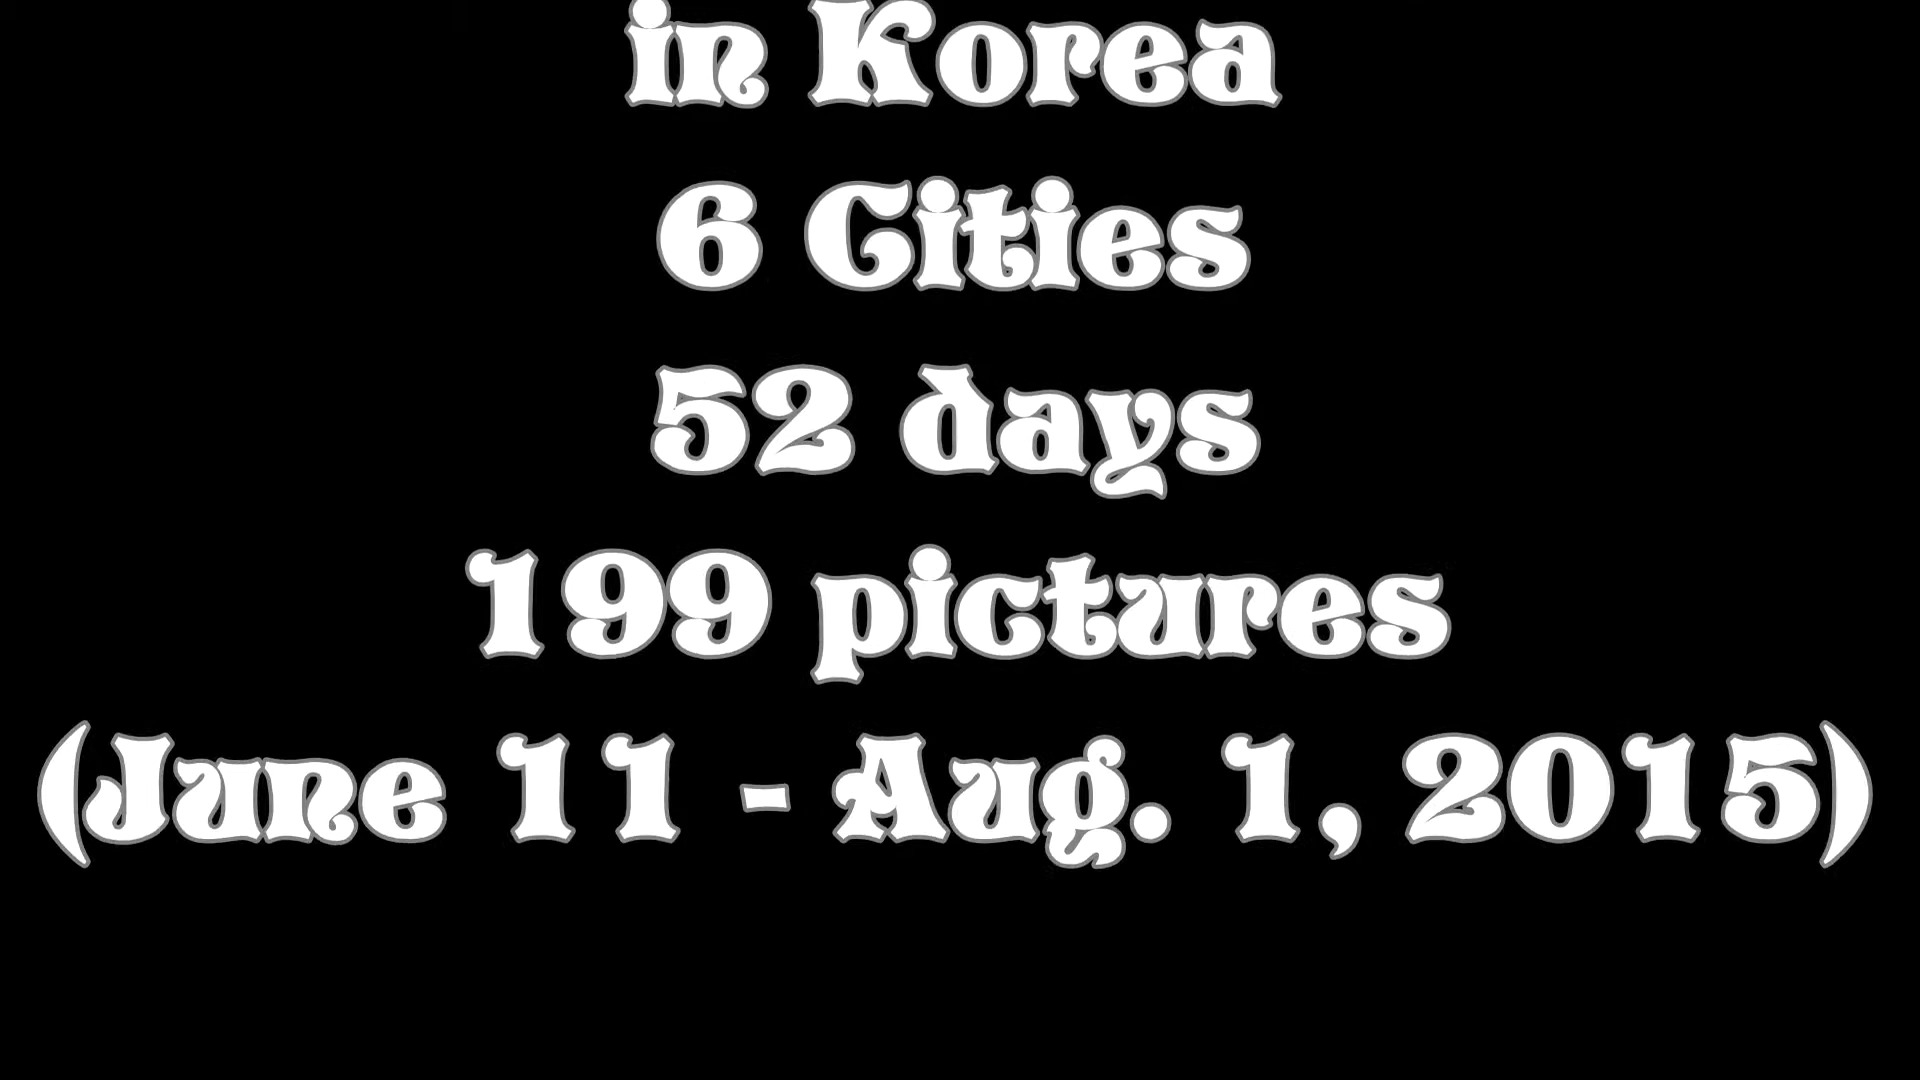 in Korea
6 Cities
52 days
199 pictures
(June 11 - Aug. 1, 2015)